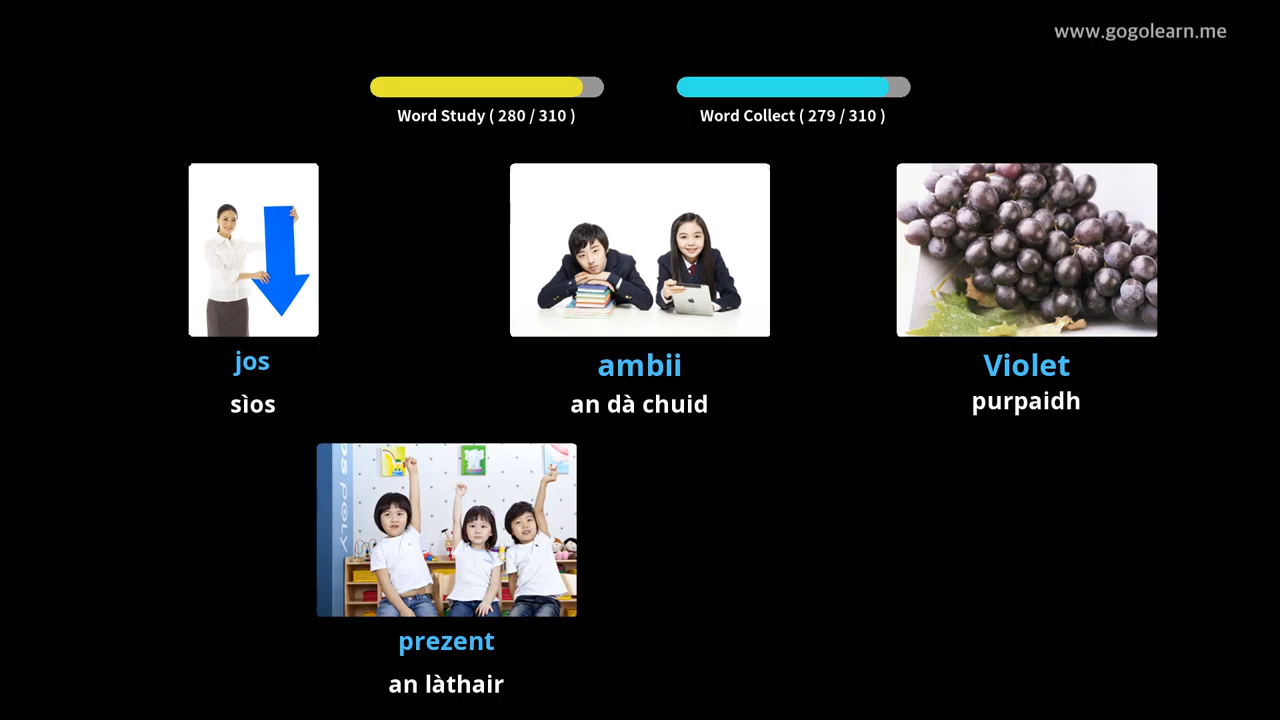 www.gogolearn.me
Word Study ( 280 / 310 )
Word Collect ( 279 / 310 )
jos
sìos
ambii
an dà chuid
Violet
purpaidh
prezent
an làthair